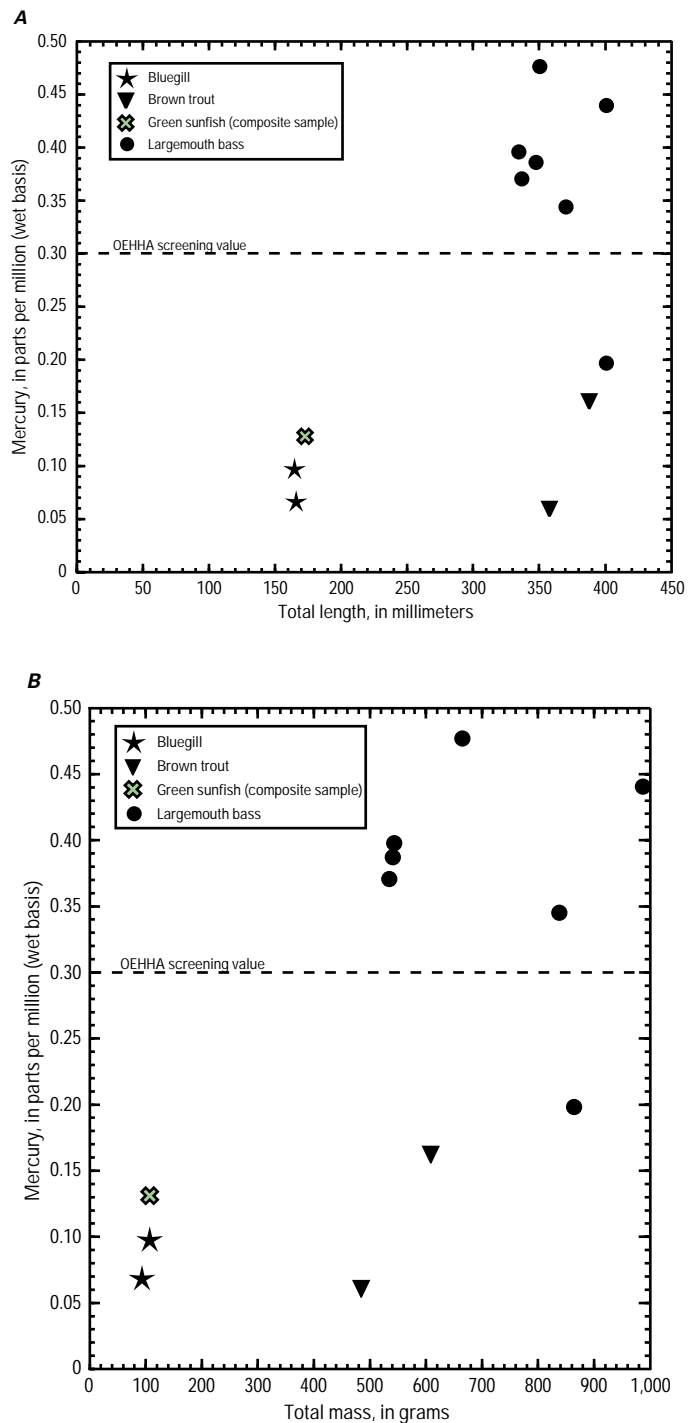 A
0.50
0.45
0.40
0.35
0.30
0.25
0.20
0.15
0.10
0.05
0
Mercury, in parts per million (wet basis)
Bluegill
Brown trout
Green sunfish (composite sample)
Largemouth bass
OEHHA screening value
0 50 100 150 200 250 300 350 400 450
Total length, in millimeters
B
0.50
0.45
0.40
0.35
0.30
0.25
0.20
0.15
0.10
0.05
0
Mercury, in parts per million (wet basis)
Bluegill
Brown trout
Green sunfish (composite sample)
Largemouth bass
OEHHA screening value
0 100 200 300 400 500 600 700 800 900 1,000
Total mass, in grams